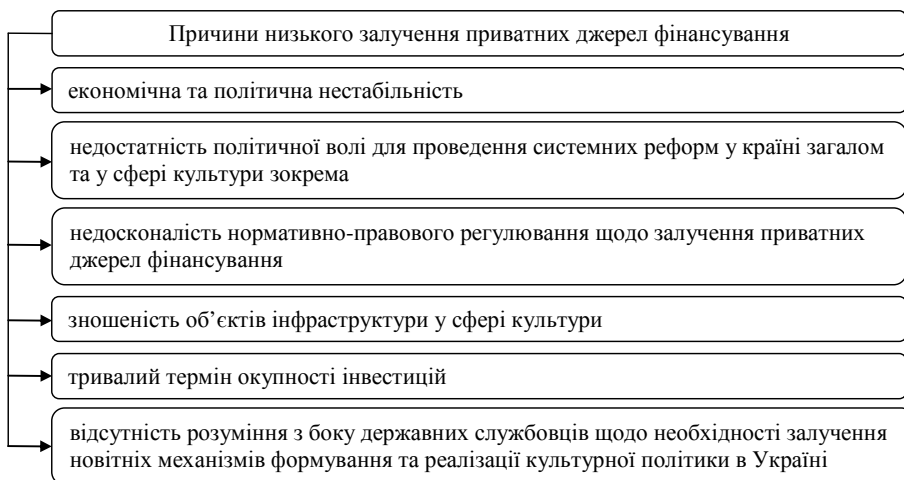 Причини низького залучення приватних джерел фінансування
економічна та політична нестабільність
недостатність політичної волі для проведення системних реформ у країні загалом
та у сфері культури зокрема
недосконалість нормативно-правового регулювання щодо залучення приватних
джерел фінансування
зношеність об’єктів інфраструктури у сфері культури
тривалий термін окупності інвестицій
відсутність розуміння з боку державних службовців щодо необхідності залучення
новітніх механізмів формування та реалізації культурної політики в Україні